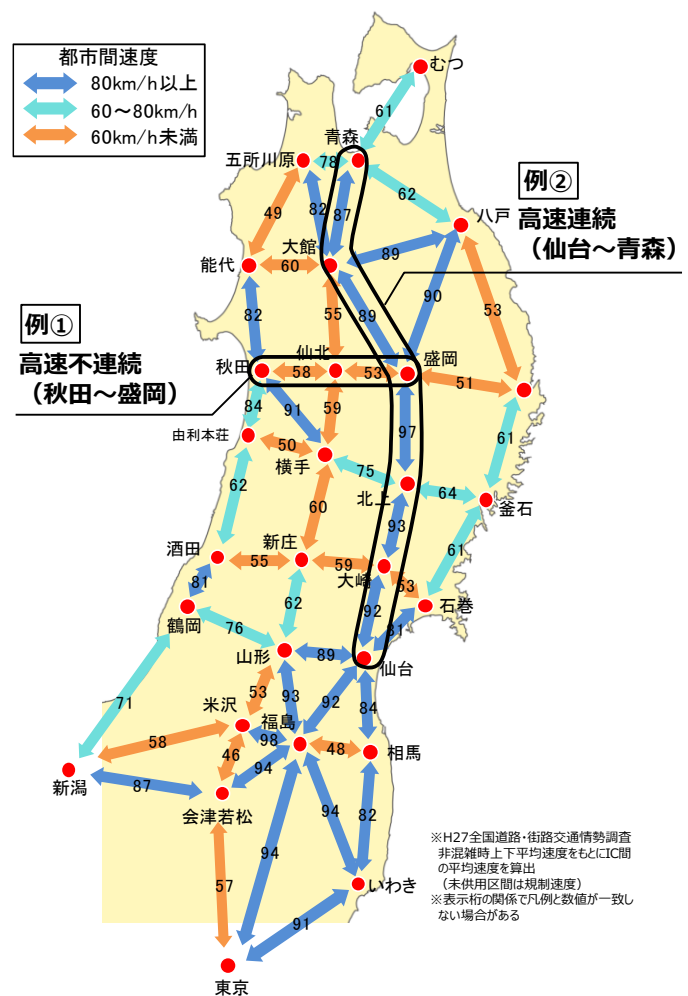 都市間速度
80km/h以上
60～80km/h
60km/h未満
むつ
61
青森
五所川原
78
62
例②
高速連続
（仙台～青森）
八戸
49
82
87
大館
89
能代
60
90
55
89
53
82
例①
高速不連続
（秋田～盛岡）
秋田
仙北
盛岡
58
53
51
84
91
59
97
61
由利本荘
50
横手
75
北上
64
釜石
62
60
93
61
酒田
新庄
55
59
大崎
53
81
62
92
石巻
鶴岡
76
81
山形
89
仙台
71
53
93
92
84
米沢
福島
58
98
48
相馬
46
94
新潟
87
会津若松
94
94
82
57
いわき
91
東京
※H27全国道路・街路交通情勢調査
非混雑時上下平均速度をもとにIC間
の平均速度を算出
（未供用区間は規制速度）
※表示桁の関係で凡例と数値が一致し
ない場合がある